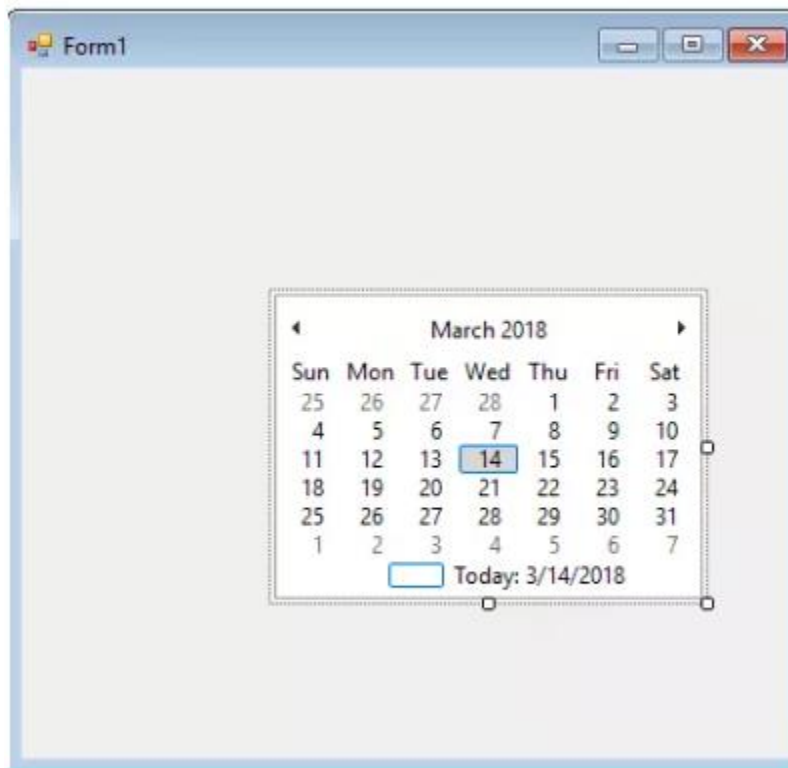 Form1
March 2018
Sun Mon Tue Wed Thu Fri Sat
25 26 27 28 1 2 3
4 5 6 7 8 9 10
11 12 13 14 15 16 17
18 19 20 21 22 23 24
25 26 27 28 29 30 31
1 2 3 4 5 6 7
Today: 3/14/2018